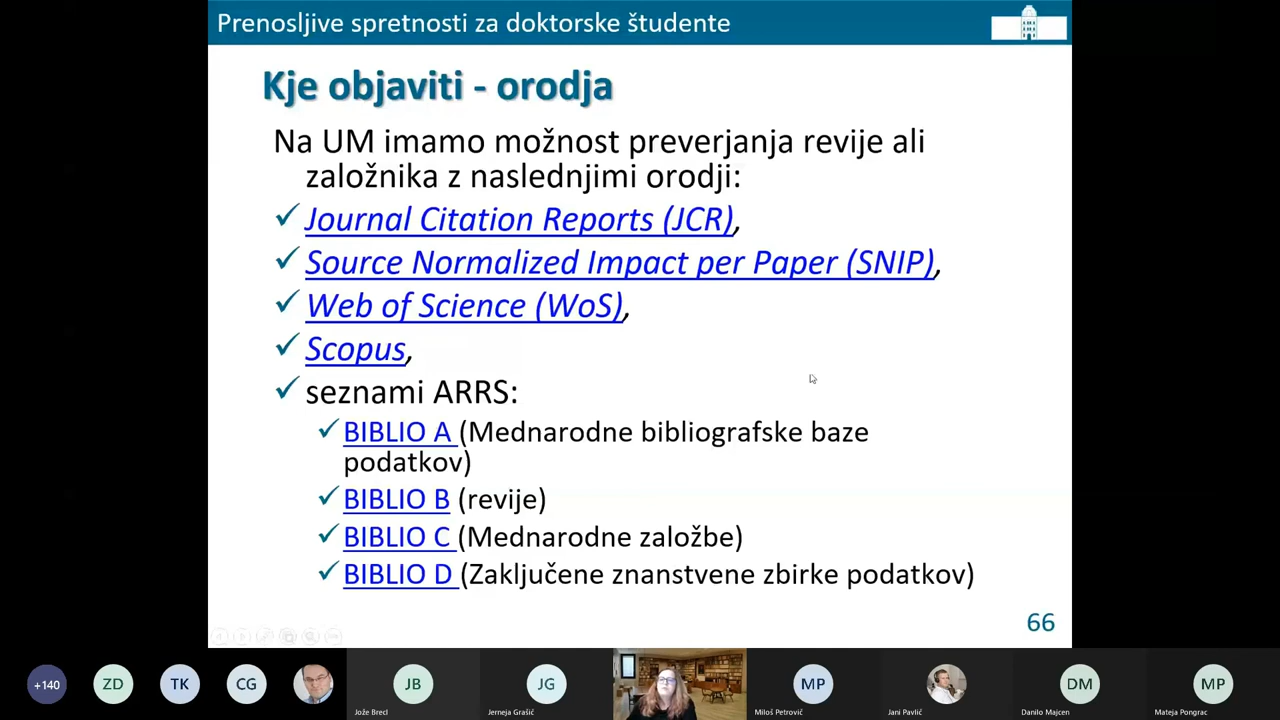 Prenosljive spretnosti za doktorske študente
Kje objaviti - orodja
Na UM imamo možnost preverjanja revije ali
založnika z naslednjimi orodji:
Journal Citation Reports (JCR),
Source Normalized Impact per Paper (SNIP),
Web of Science (WoS),
Scopus,
seznami ARRS:
BIBLIO A (Mednarodne bibliografske baze
podatkov)
BIBLIO B (revije)
BIBLIO C (Mednarodne založbe)
BIBLIO D (Zaključene znanstvene zbirke podatkov)
66
+140
ZD
TK
CG
JB
JG
MP
DM
MP
Jože Brecl
Jerneja Grašič
Miloš Petrovič
Jani Pavlič
Danilo Majcen
Mateja Pongrac